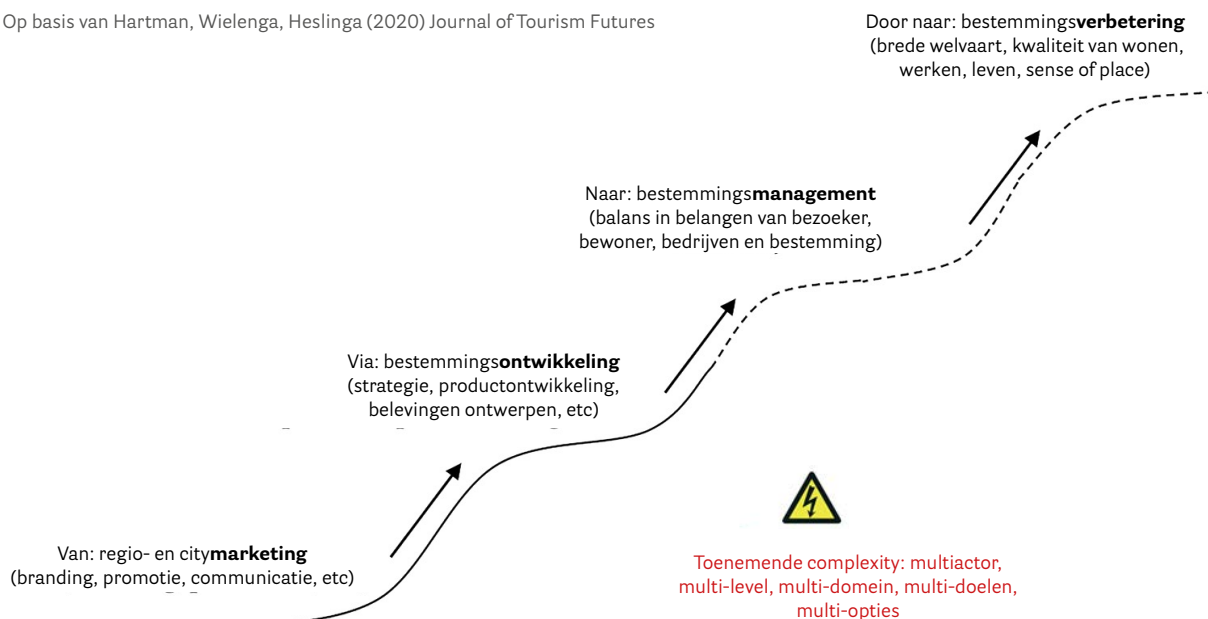 Op basis van Hartman, Wielenga, Heslinga (2020) Journal of Tourism Futures
Door naar: bestemmingsverbetering
(brede welvaart, kwaliteit van wonen,
werken, leven, sense of place)
Naar: bestemmingsmanagement
(balans in belangen van bezoeker,
bewoner, bedrijven en bestemming)
Via: bestemmingsontwikkeling
(strategie, productontwikkeling,
belevingen ontwerpen, etc)
Van: regio- en citymarketing
(branding, promotie, communicatie, etc)
Toenemende complexity: multiactor,
multi-level, multi-domein, multi-doelen,
multi-opties